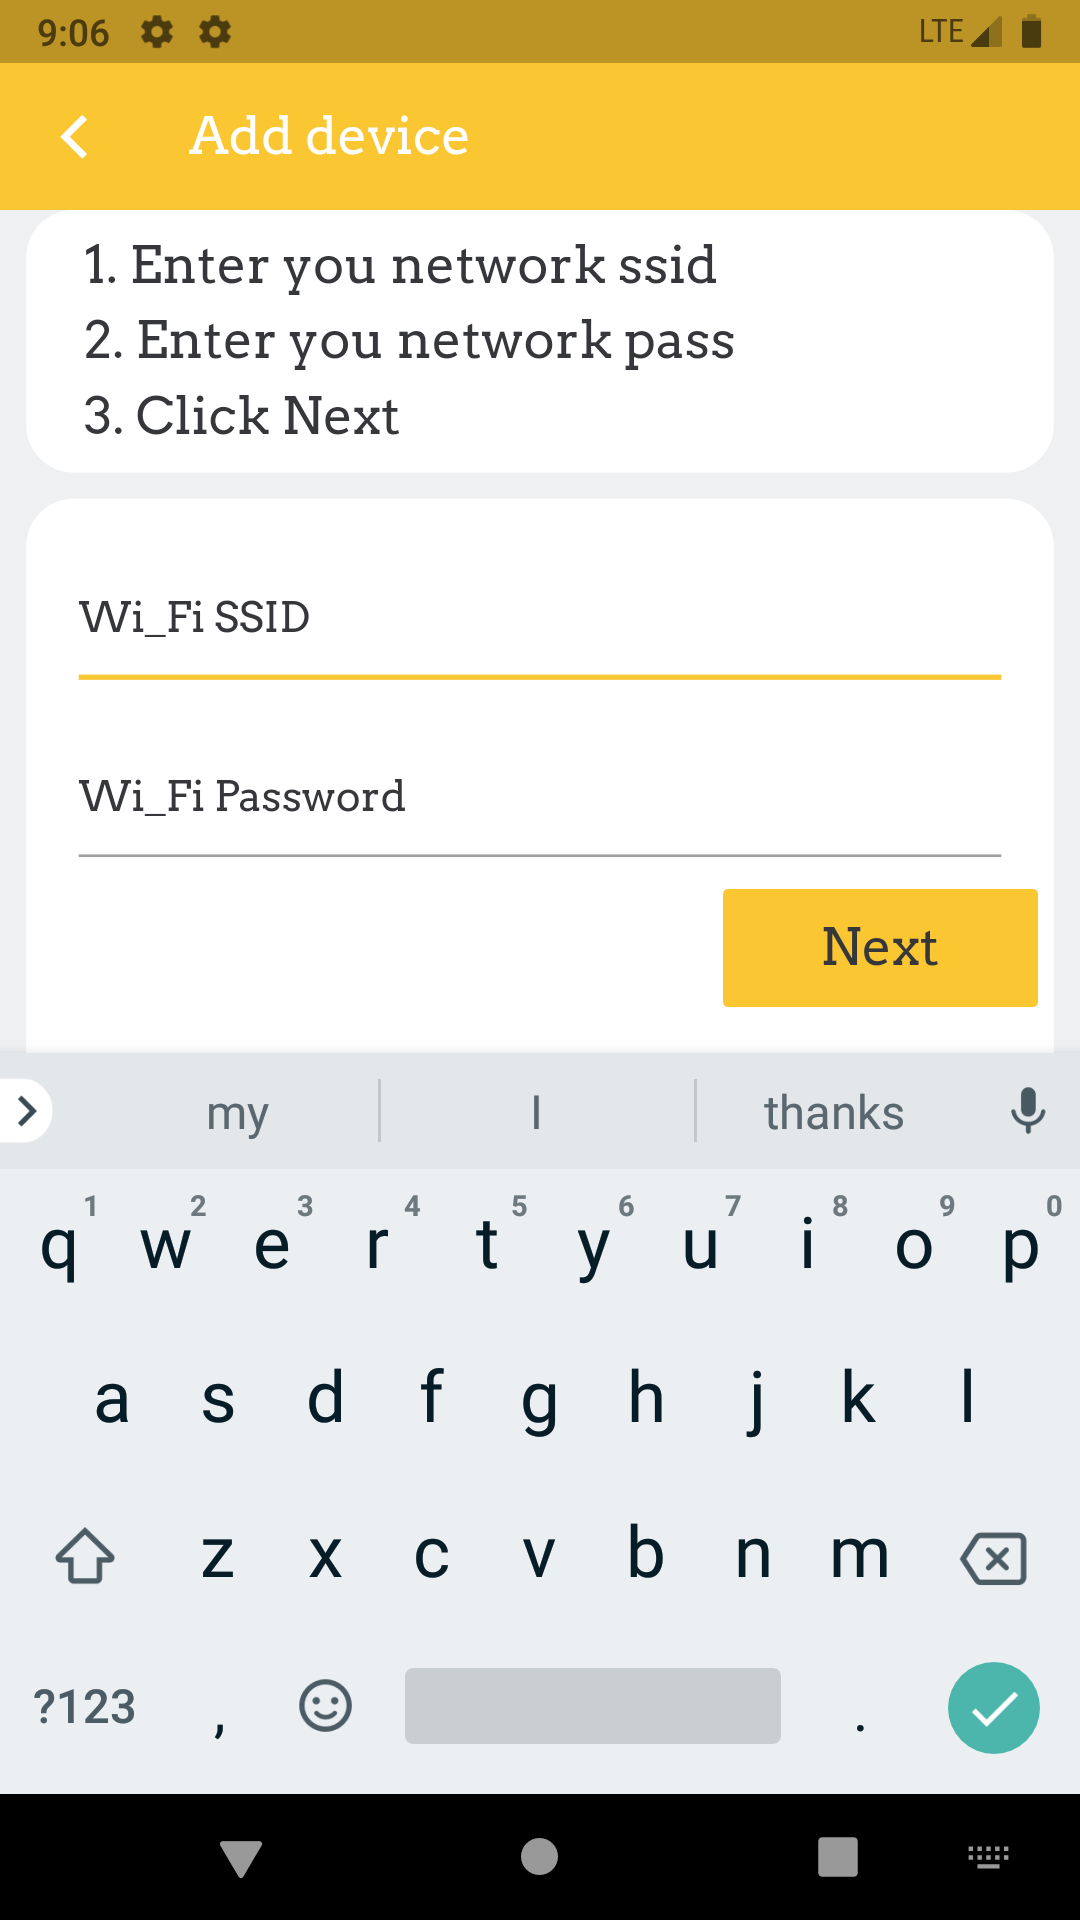 9:06 LTE
Add device
1. Enter you network ssid
2. Enter you network pass
3. Click Next
Wi_Fi SSID
Wi_Fi Password
Next
my I thanks
1 2 3 4 5 6 7 8 9 0
q w e r t y u i o p
a s d f g h j k l
z x c v b n m
?123 , .